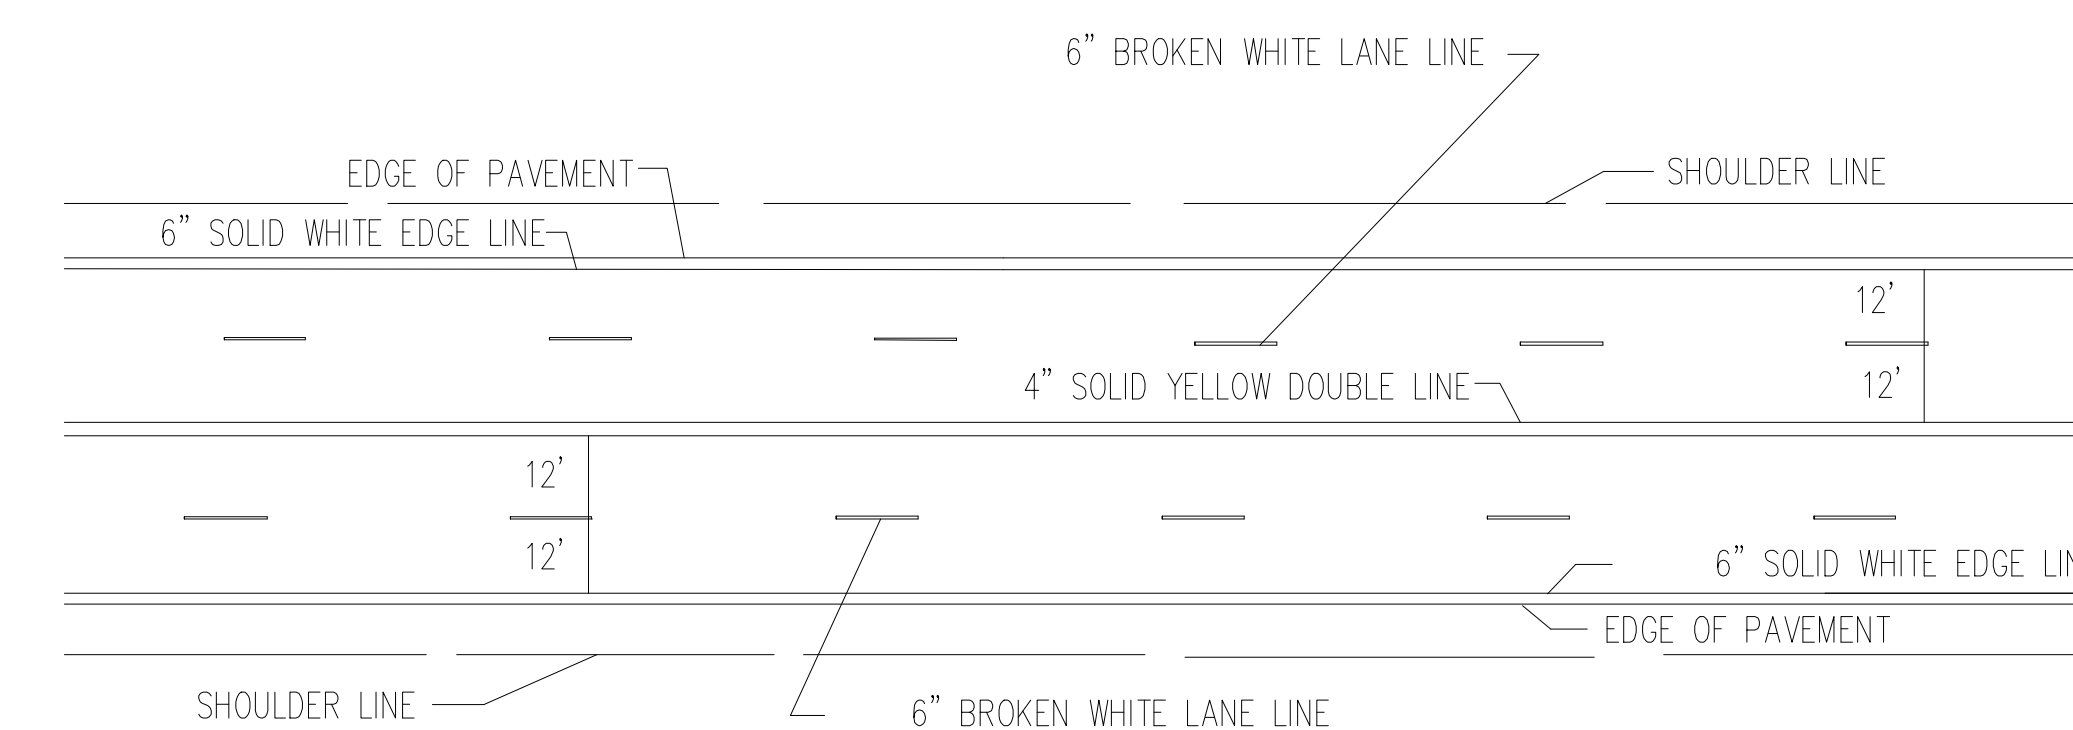 6” BROKEN WHITE LANE LINE
EDGE OF PAVEMENT
SHOULDER LINE
6” SOLID WHITE EDGE LINE
12’
4” SOLID YELLOW DOUBLE LINE
12’
12’
12’
6” SOLID WHITE EDGE
EDGE OF PAVEMENT
SHOULDER LINE
6” BROKEN WHITE LANE LINE